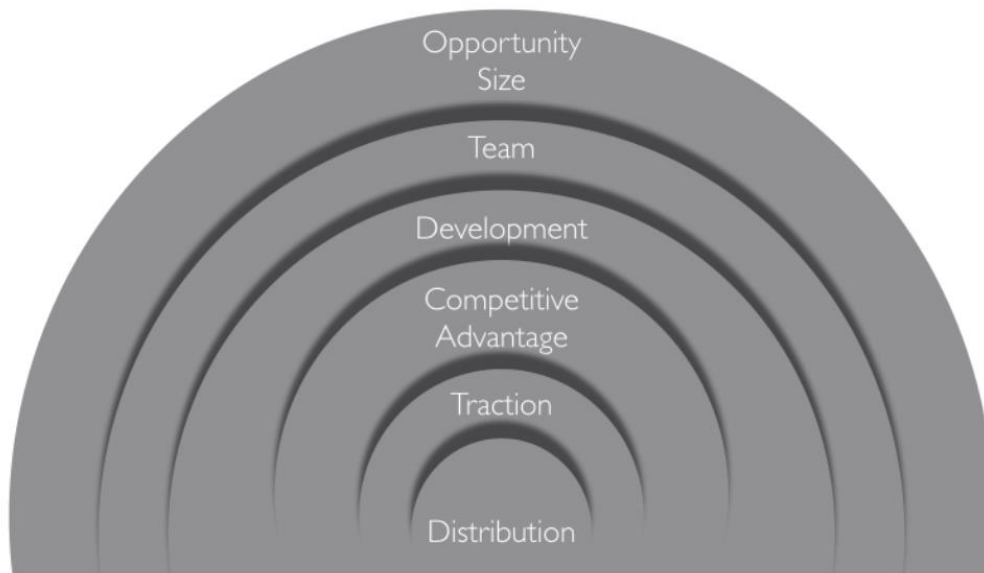 Opportunity
Size
Team
Development
Competitive
Advantage
Traction
Distribution